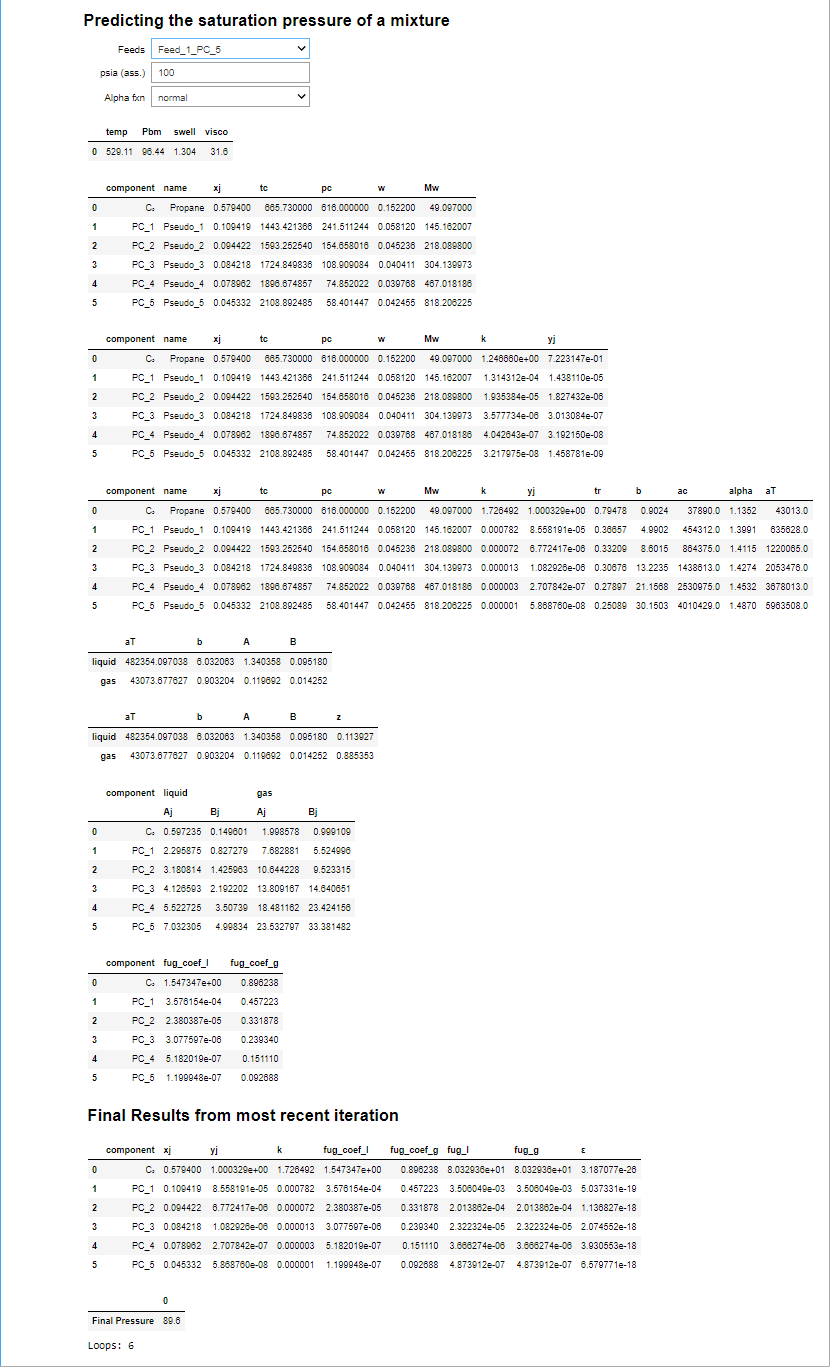 Predicting the saturation pressure of a mixture
Feeds Feed_1_PC_5
psia (ass.) 100
Alpha fxn normal
temp Pbm swell visco
0 529.11 96.44 1.304 31.6
component name xj tc pc w Mw
0 C₃ Propane 0.579400 665.730000 616.000000 0.152200 49.097000
1 PC_1 Pseudo_1 0.109419 1443.421366 241.511244 0.058120 145.162007
2 PC_2 Pseudo_2 0.094422 1593.252540 154.658016 0.045236 218.089800
3 PC_3 Pseudo_3 0.084218 1724.849836 108.909084 0.040411 304.139973
4 PC_4 Pseudo_4 0.078962 1896.674857 74.852022 0.039768 467.018186
5 PC_5 Pseudo_5 0.045332 2108.892485 58.401447 0.042455 818.206225
component name xj tc pc w Mw k yj
0 C₃ Propane 0.579400 665.730000 616.000000 0.152200 49.097000 1.246660e+00 7.223147e-01
1 PC_1 Pseudo_1 0.109419 1443.421366 241.511244 0.058120 145.162007 1.314312e-04 1.438110e-05
2 PC_2 Pseudo_2 0.094422 1593.252540 154.658016 0.045236 218.089800 1.935384e-05 1.827432e-06
3 PC_3 Pseudo_3 0.084218 1724.849836 108.909084 0.040411 304.139973 3.577734e-06 3.013084e-07
4 PC_4 Pseudo_4 0.078962 1896.674857 74.852022 0.039768 467.018186 4.042643e-07 3.192150e-08
5 PC_5 Pseudo_5 0.045332 2108.892485 58.401447 0.042455 818.206225 3.217975e-08 1.458781e-09
component name xj tc pc w Mw k yj tr b ac alpha aT
0 C₃ Propane 0.579400 665.730000 616.000000 0.152200 49.097000 1.726492 1.000329e+00 0.79478 0.9024 37890.0 1.1352 43013.0
1 PC_1 Pseudo_1 0.109419 1443.421366 241.511244 0.058120 145.162007 0.000782 8.558191e-05 0.36657 4.9902 454312.0 1.3991 635628.0
2 PC_2 Pseudo_2 0.094422 1593.252540 154.658016 0.045236 218.089800 0.000072 6.772417e-06 0.33209 8.6015 864375.0 1.4115 1220065.0
3 PC_3 Pseudo_3 0.084218 1724.849836 108.909084 0.040411 304.139973 0.000013 1.082926e-06 0.30676 13.2235 1438613.0 1.4274 2053476.0
4 PC_4 Pseudo_4 0.078962 1896.674857 74.852022 0.039768 467.018186 0.000003 2.707842e-07 0.27897 21.1568 2530975.0 1.4532 3678013.0
5 PC_5 Pseudo_5 0.045332 2108.892485 58.401447 0.042455 818.206225 0.000001 5.868760e-08 0.25089 30.1503 4010429.0 1.4870 5963508.0
aT b A B
liquid 482354.097038 6.032063 1.340358 0.095180
gas 43073.677627 0.903204 0.119692 0.014252
aT b A B z
liquid 482354.097038 6.032063 1.340358 0.095180 0.113927
gas 43073.677627 0.903204 0.119692 0.014252 0.885353
component liquid gas
Aj Bj Aj Bj
0 C₃ 0.597235 0.149601 1.998578 0.999109
1 PC_1 2.295875 0.827279 7.682881 5.524996
2 PC_2 3.180814 1.425963 10.644228 9.523315
3 PC_3 4.126593 2.192202 13.809167 14.640651
4 PC_4 5.522725 3.50739 18.481162 23.424156
5 PC_5 7.032305 4.99834 23.532797 33.381482
component fug_coef_l fug_coef_g
0 C₃ 1.547347e+00 0.896238
1 PC_1 3.576154e-04 0.457223
2 PC_2 2.380387e-05 0.331878
3 PC_3 3.077597e-06 0.239340
4 PC_4 5.182019e-07 0.151110
5 PC_5 1.199948e-07 0.092688
Final Results from most recent iteration
component xj yj k fug_coef_l fug_coef_g fug_l fug_g ε
0 C₃ 0.579400 1.000329e+00 1.726492 1.547347e+00 0.896238 8.032936e+01 8.032936e+01 3.187077e-26
1 PC_1 0.109419 8.558191e-05 0.000782 3.576154e-04 0.457223 3.506049e-03 3.506049e-03 5.037331e-19
2 PC_2 0.094422 6.772417e-06 0.000072 2.380387e-05 0.331878 2.013862e-04 2.013862e-04 1.136827e-18
3 PC_3 0.084218 1.082926e-06 0.000013 3.077597e-06 0.239340 2.322324e-05 2.322324e-05 2.074552e-18
4 PC_4 0.078962 2.707842e-07 0.000003 5.182019e-07 0.151110 3.666274e-06 3.666274e-06 3.930553e-18
5 PC_5 0.045332 5.868760e-08 0.000001 1.199948e-07 0.092688 4.873912e-07 4.873912e-07 6.579771e-18
0
Final Pressure 89.6
Loops: 6